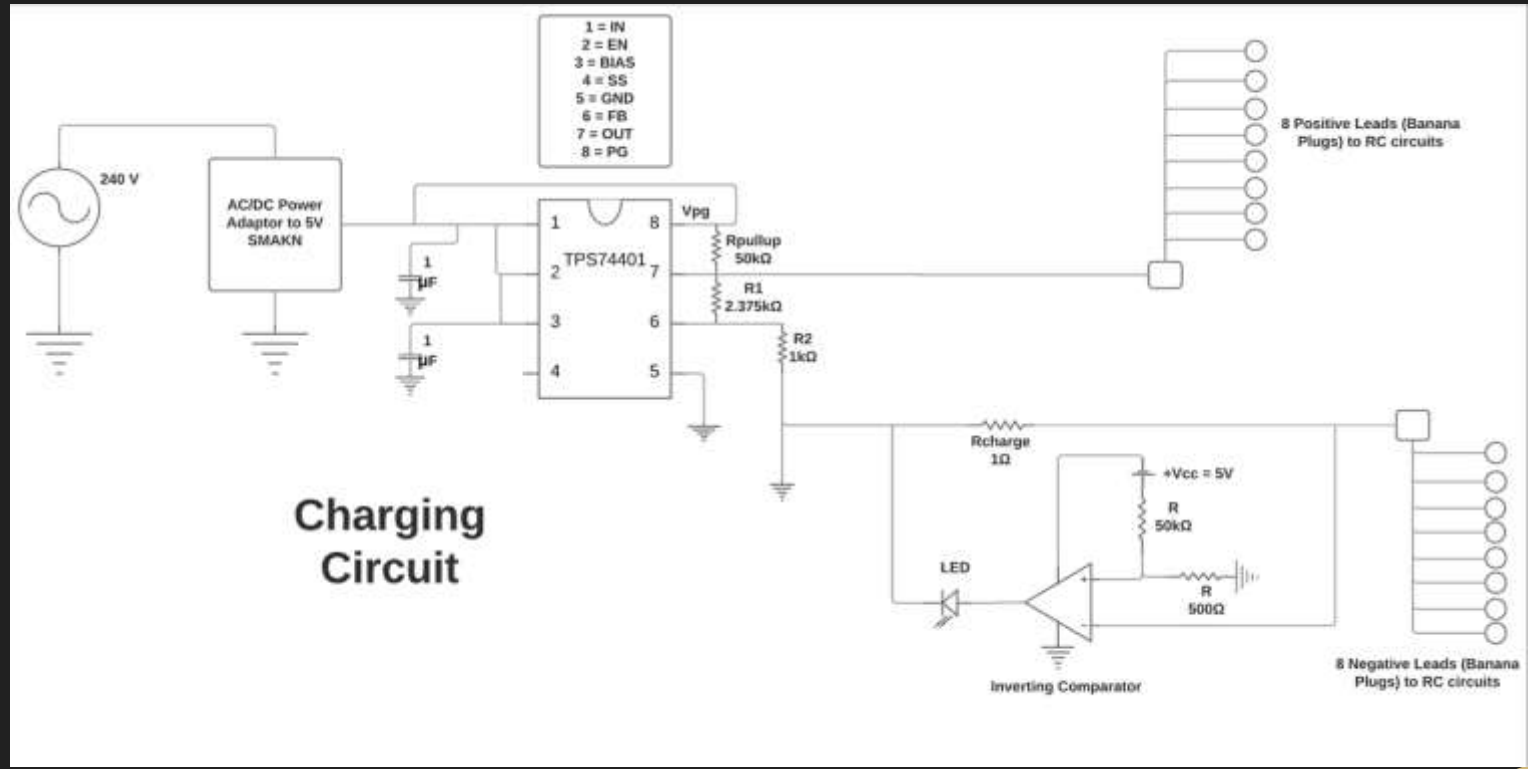 1 = IN
2 = EN
3 = BIAS
4 = SS
5 = GND
6 = FB
7 = OUT
8 = PG
240 V
AC/DC Power
Adaptor to 5V
SMAKN
1
µF
1
µF
1
2
3
4
TPS74401
8
7
6
5
Vpg
Rpullup
50kΩ
R1
2.375kΩ
R2
1kΩ
8 Positive Leads (Banana
Plugs) to RC circuits
Rcharge
1Ω
+Vcc = 5V
R
50kΩ
R
500Ω
+
-
LED
Inverting Comparator
8 Negative Leads (Banana
Plugs) to RC circuits
Charging
Circuit